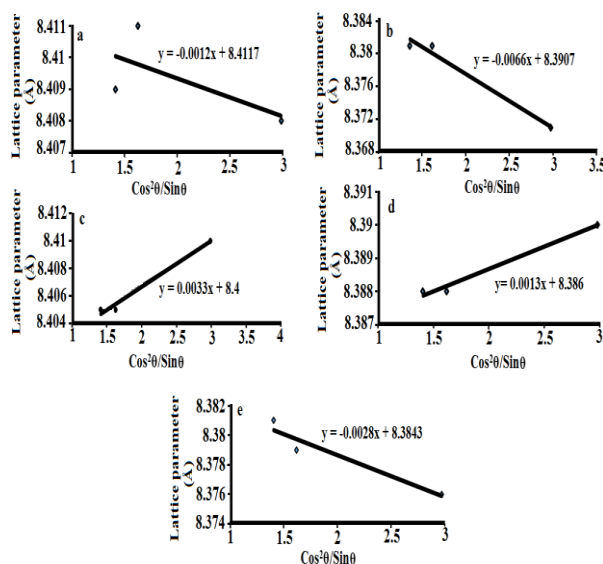 a
y = -0.0012x + 8.4117
Lattice parameter
(Å)
8.411
8.41
8.409
8.408
8.407
1
1.5
2
2.5
3
Cos²θ/Sinθ
b
y = -0.0066x + 8.3907
Lattice parameter
(Å)
8.384
8.38
8.376
8.372
8.368
1
1.5
2
2.5
3
3.5
Cos²θ/Sinθ
c
y = 0.0033x + 8.4
Lattice parameter
(Å)
8.412
8.41
8.408
8.406
8.404
1
1.5
2
2.5
3
3.5
4
Cos²θ/Sinθ
d
y = 0.0013x + 8.386
Lattice parameter
(Å)
8.391
8.39
8.389
8.388
8.387
1
1.5
2
2.5
3
Cos²θ/Sinθ
e
y = -0.0028x + 8.3843
Lattice parameter
(Å)
8.382
8.38
8.378
8.376
8.374
1
1.5
2
2.5
3
Cos²θ/Sinθ